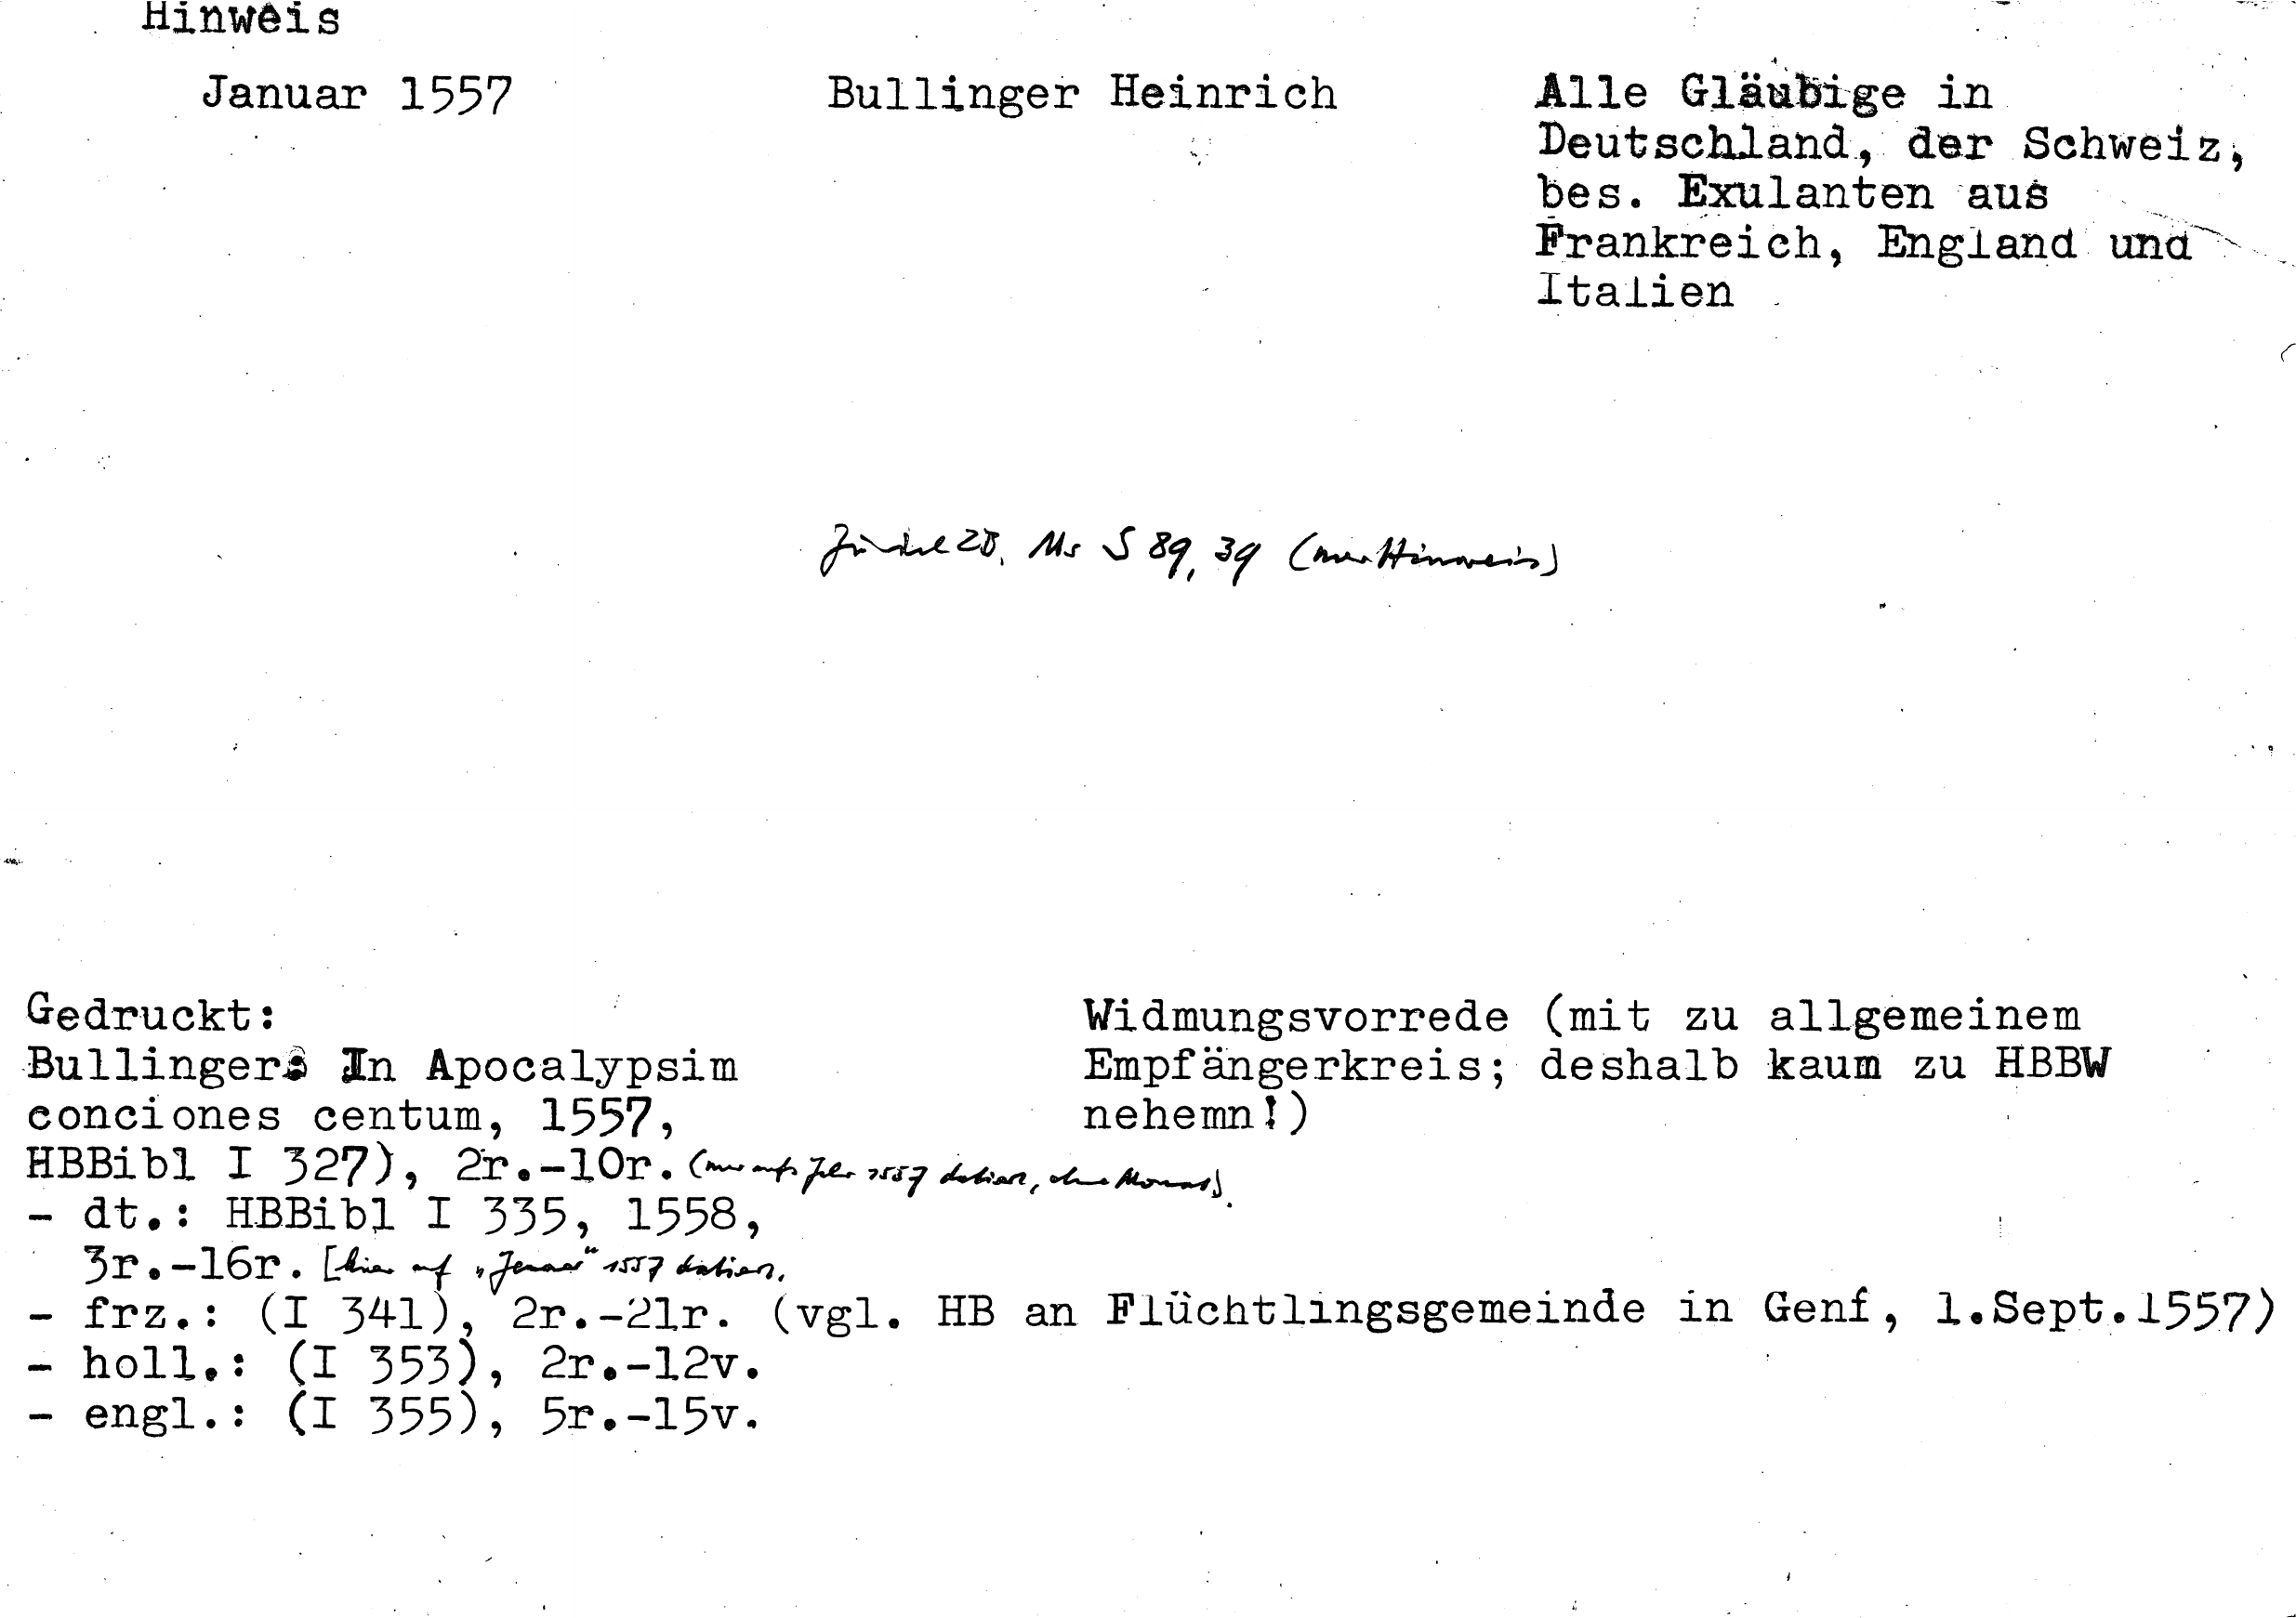 Hinweis
Januar 1557
Bullinger Heinrich
Alle Gläubige in
Deutschland, der Schweiz,
bes. Exulanten aus
Frankreich, England und
Italien
Zürich ZB, Ms S 89, 39 (nur Hinweis)
Gedruckt:
Bullingers In Apocalypsim
conciones centum, 1557,
HBBibl I 327), 2r.-10r. (nur aufs Jahr 1557 datiert, ohne Monat).
- dt.: HBBibl I 335, 1558,
3r.-16r. [hier auf „Januar" 1557 datiert.
- frz.: (I 341), 2r.-21r. (vgl. HB an Flüchtlingsgemeinde in Genf, 1.Sept.1557)
- holl.: (I 353), 2r.-12v.
- engl.: (I 355), 5r.-15v.
Widmungsvorrede (mit zu allgemeinem
Empfängerkreis; deshalb kaum zu HBBW
nehemn!)